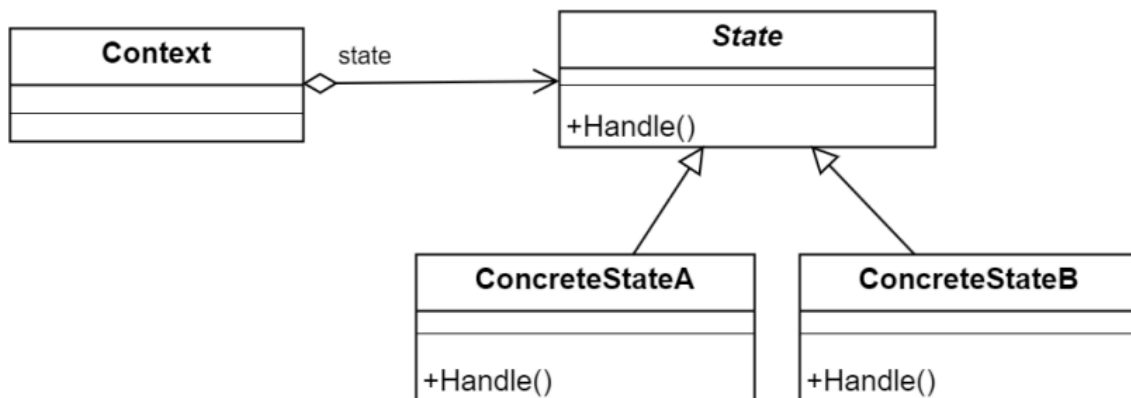 Context
state
State
+Handle()
ConcreteStateA
+Handle()
ConcreteStateB
+Handle()